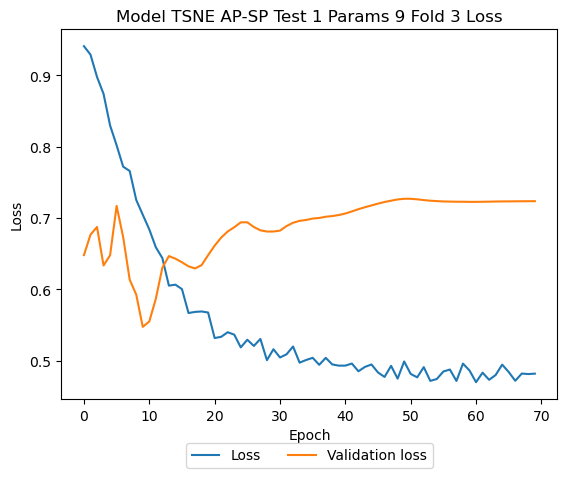 Model TSNE AP-SP Test 1 Params 9 Fold 3 Loss
0.9
0.8
0.7
0.6
0.5
Loss
0 10 20 30 40 50 60 70
Epoch
Loss Validation loss